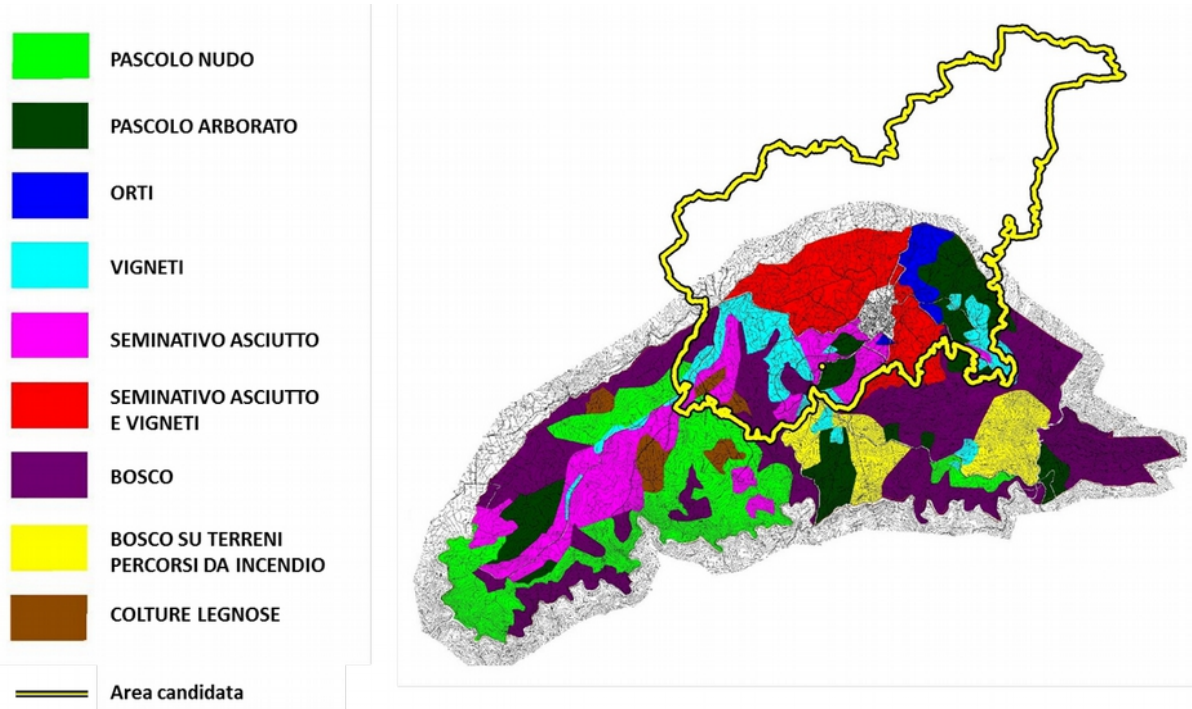 PASCOLO NUDO
PASCOLO ARBORATO
ORTI
VIGNETI
SEMINATIVO ASCIUTTO
SEMINATIVO ASCIUTTO
E VIGNETI
BOSCO
BOSCO SU TERRENI
PERCORSI DA INCENDIO
COLTURE LEGNOSE
Area candidata